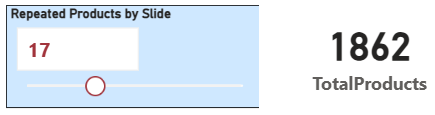 Repeated Products by Slide
17
1862
TotalProducts